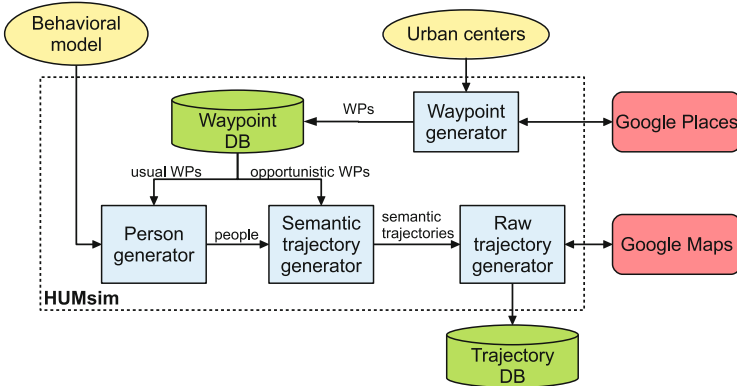 Behavioral
model
Urban centers
WPs
Waypoint
DB
Waypoint
generator
Google Places
usual WPs
opportunistic WPs
Person
generator
people
Semantic
trajectory
generator
semantic
trajectories
Raw
trajectory
generator
Google Maps
HUMsim
Trajectory
DB